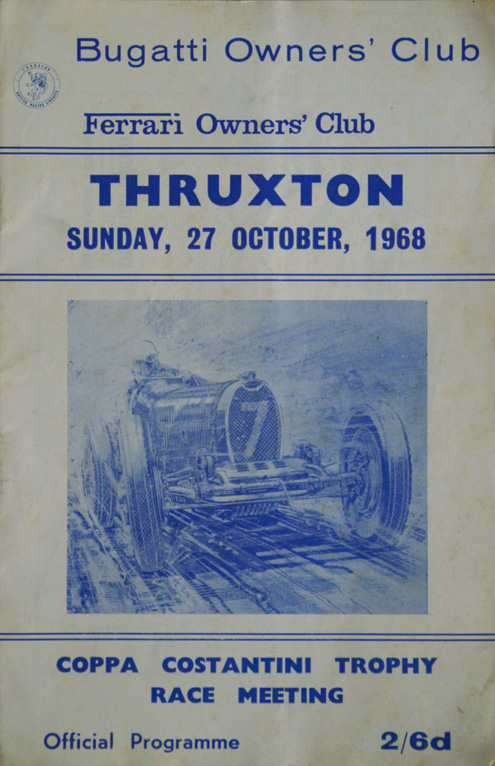 Bugatti Owners' Club
Ferrari Owners' Club
THRUXTON
SUNDAY, 27 OCTOBER, 1968
7
COPPA COSTANTINI TROPHY
RACE MEETING
Official Programme 2/6d